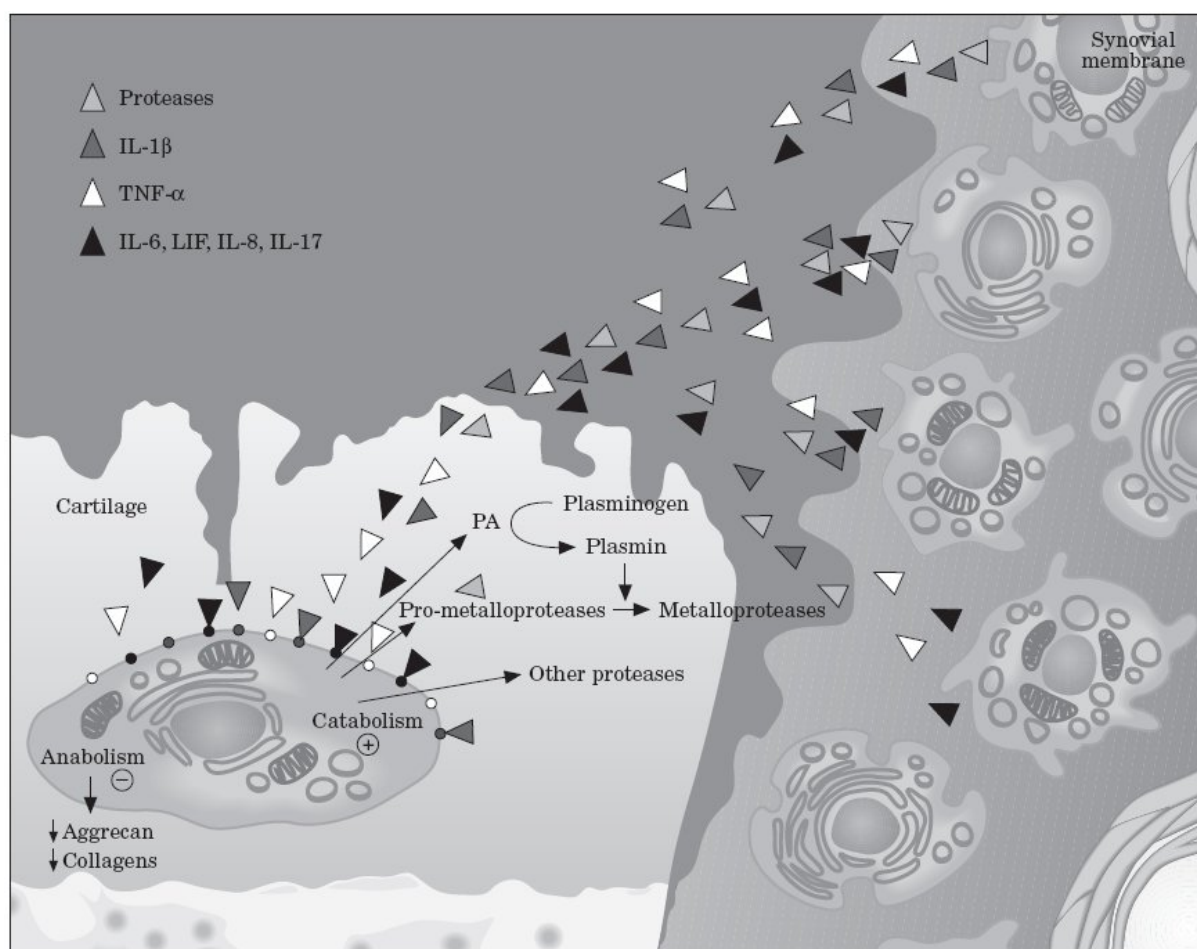 Synovial
membrane
Proteases
IL-1β
TNF-α
IL-6, LIF, IL-8, IL-17
Cartilage
Plasminogen
PA
Plasmin
Pro-metalloproteases
Metalloproteases
Other proteases
Catabolism
+
Anabolism
−
Aggrecan
Collagens